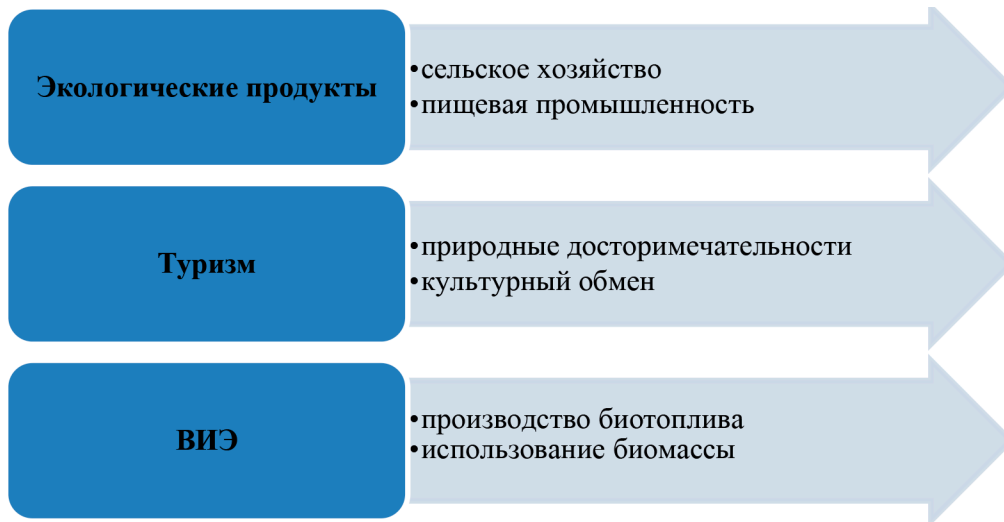 Экологические продукты
•сельское хозяйство
•пищевая промышленность
Туризм
•природные досторимечательности
•культурный обмен
ВИЭ
•производство биотоплива
•использование биомассы